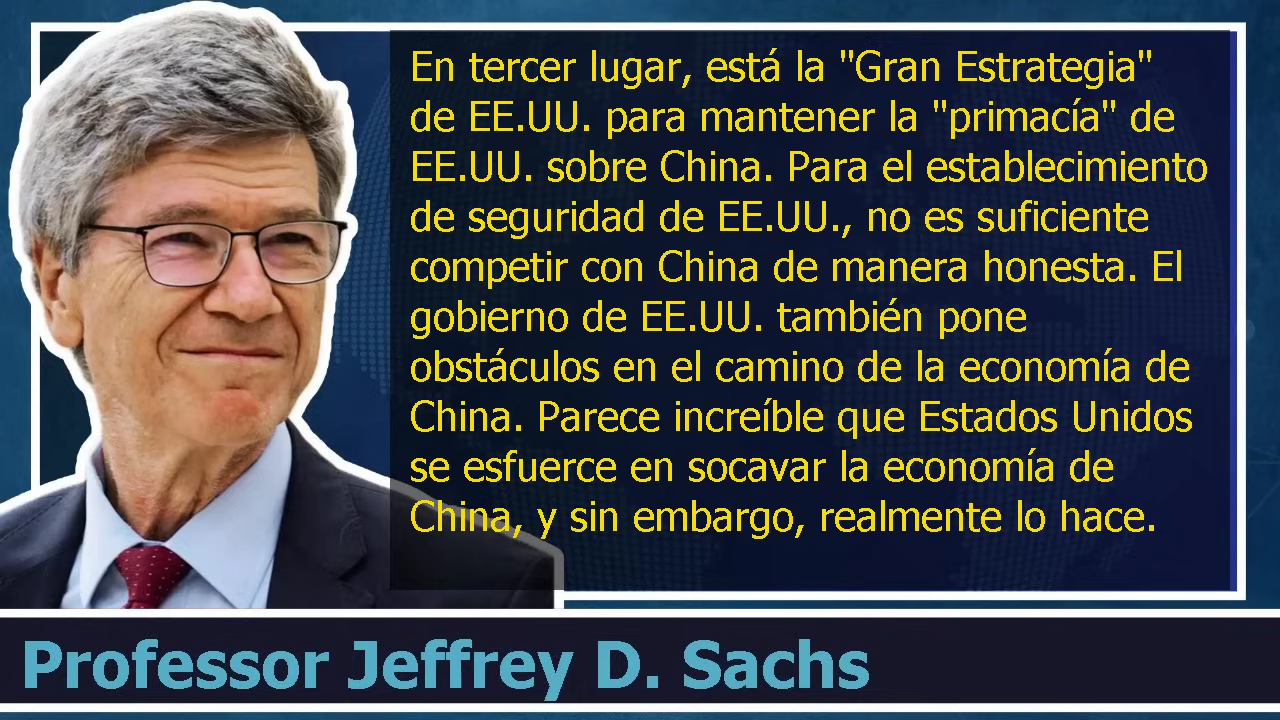 En tercer lugar, está la "Gran Estrategia"
de EE.UU. para mantener la "primacía" de
EE.UU. sobre China. Para el establecimiento
de seguridad de EE.UU., no es suficiente
competir con China de manera honesta. El
gobierno de EE.UU. también pone
obstáculos en el camino de la economía de
China. Parece increíble que Estados Unidos
se esfuerce en socavar la economía de
China, y sin embargo, realmente lo hace.
Professor Jeffrey D. Sachs